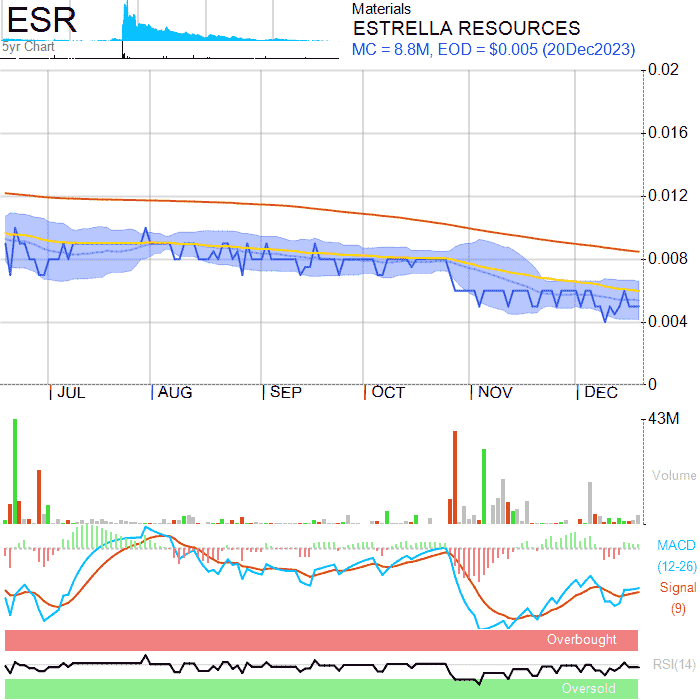 ESR
5yr Chart
Materials
ESTRELLA RESOURCES
MC = 8.8M, EOD = $0.005 (20Dec2023)
0.02
0.016
0.012
0.008
0.004
0
JUL
AUG
SEP
OCT
NOV
DEC
43M
Volume
MACD
(12-26)
Signal
(9)
Overbought
RSI(14)
Oversold